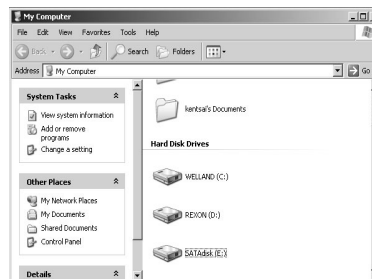 My Computer
File Edit View Favorites Tools Help
Back Search Folders
Address My Computer Go
System Tasks
View system information
Add or remove
programs
Change a setting
Other Places
My Network Places
My Documents
Shared Documents
Control Panel
Details
kentsai's Documents
Hard Disk Drives
WELLAND (C:)
REXON (D:)
SATAdisk (E:)